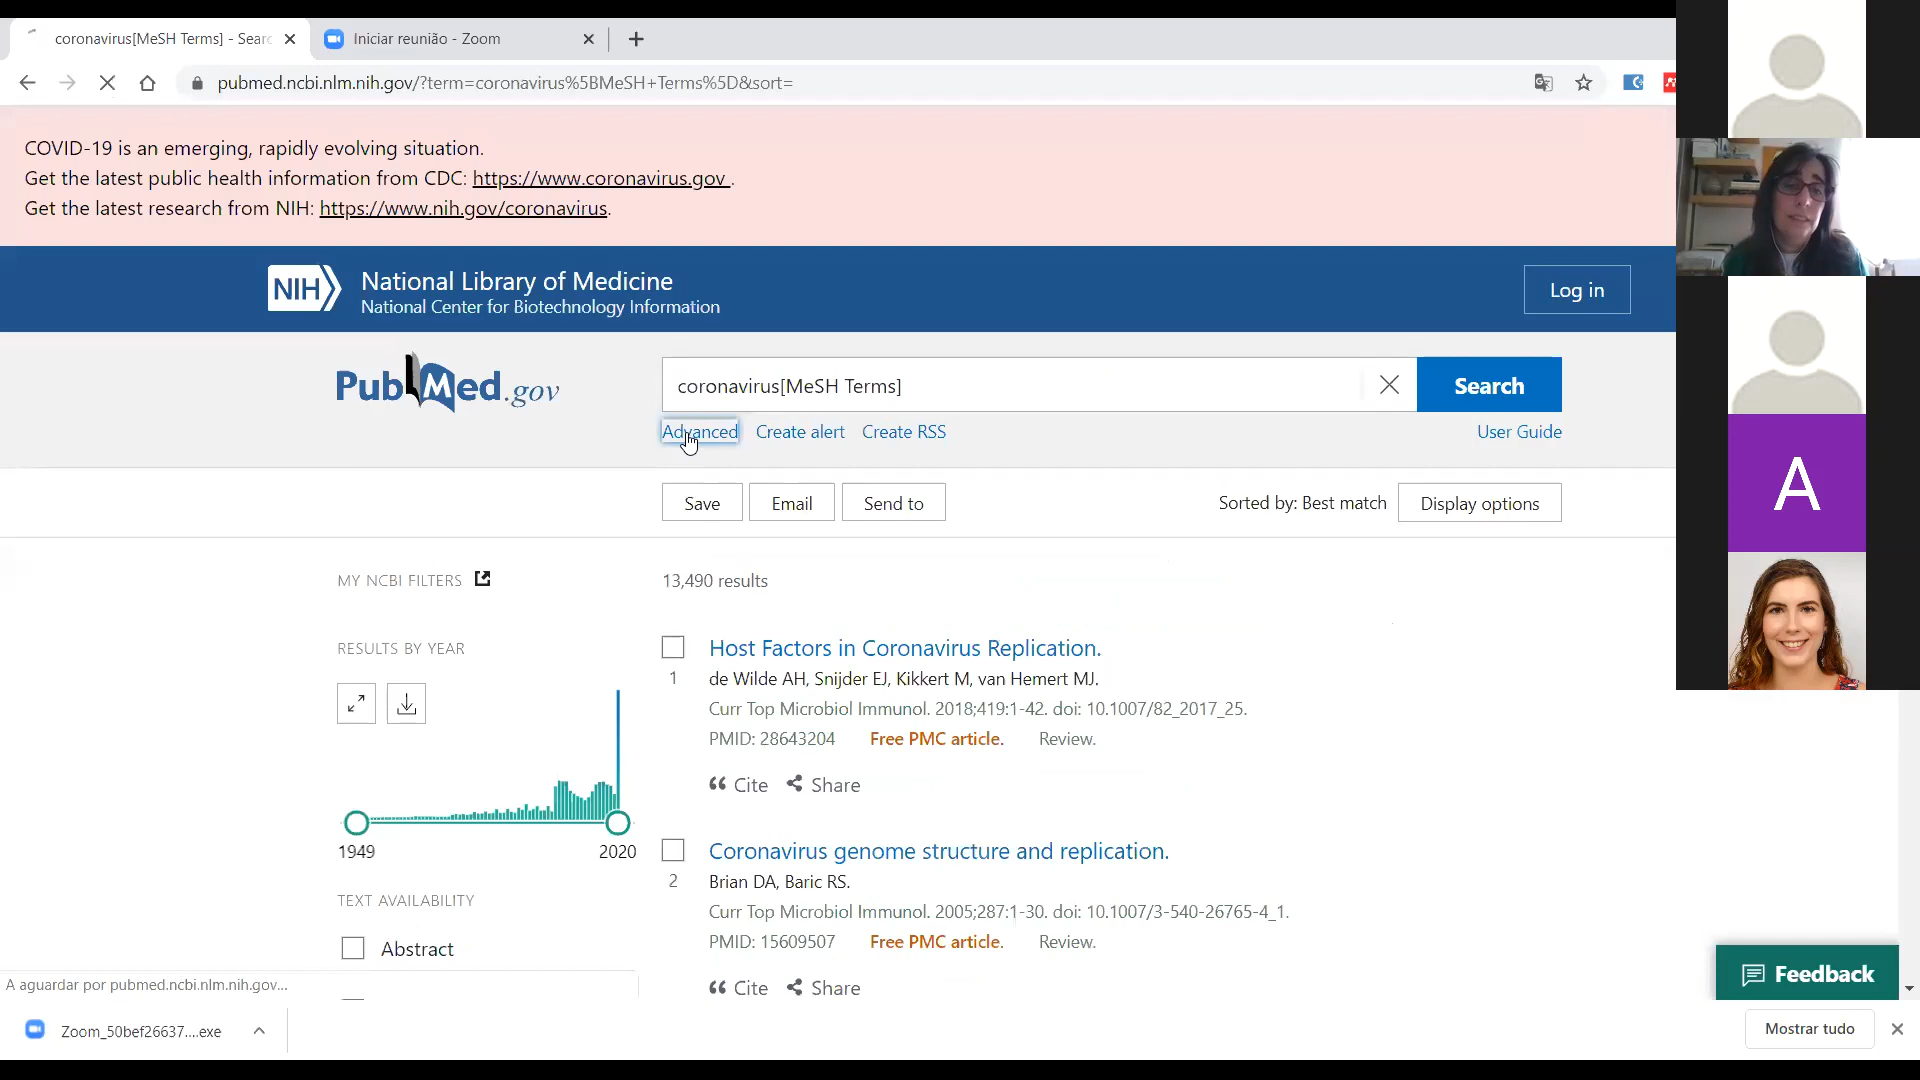 coronavirus[MeSH Terms] - Searc
Iniciar reunião - Zoom
pubmed.ncbi.nlm.nih.gov/?term=coronavirus%5BMeSH+Terms%5D&sort=
COVID-19 is an emerging, rapidly evolving situation.
Get the latest public health information from CDC: https://www.coronavirus.gov .
Get the latest research from NIH: https://www.nih.gov/coronavirus.
NIH
National Library of Medicine
National Center for Biotechnology Information
Log in
PubMed.gov
coronavirus[MeSH Terms]
Search
Advanced
Create alert
Create RSS
User Guide
Save
Email
Send to
Sorted by: Best match
Display options
MY NCBI FILTERS
13,490 results
RESULTS BY YEAR
1949
2020
TEXT AVAILABILITY
Abstract
Host Factors in Coronavirus Replication.
1
de Wilde AH, Snijder EJ, Kikkert M, van Hemert MJ.
Curr Top Microbiol Immunol. 2018;419:1-42. doi: 10.1007/82_2017_25.
PMID: 28643204 Free PMC article. Review.
Cite Share
Coronavirus genome structure and replication.
2
Brian DA, Baric RS.
Curr Top Microbiol Immunol. 2005;287:1-30. doi: 10.1007/3-540-26765-4_1.
PMID: 15609507 Free PMC article. Review.
Cite Share
A
Feedback
A aguardar por pubmed.ncbi.nlm.nih.gov...
Zoom_50bef26637....exe
Mostrar tudo